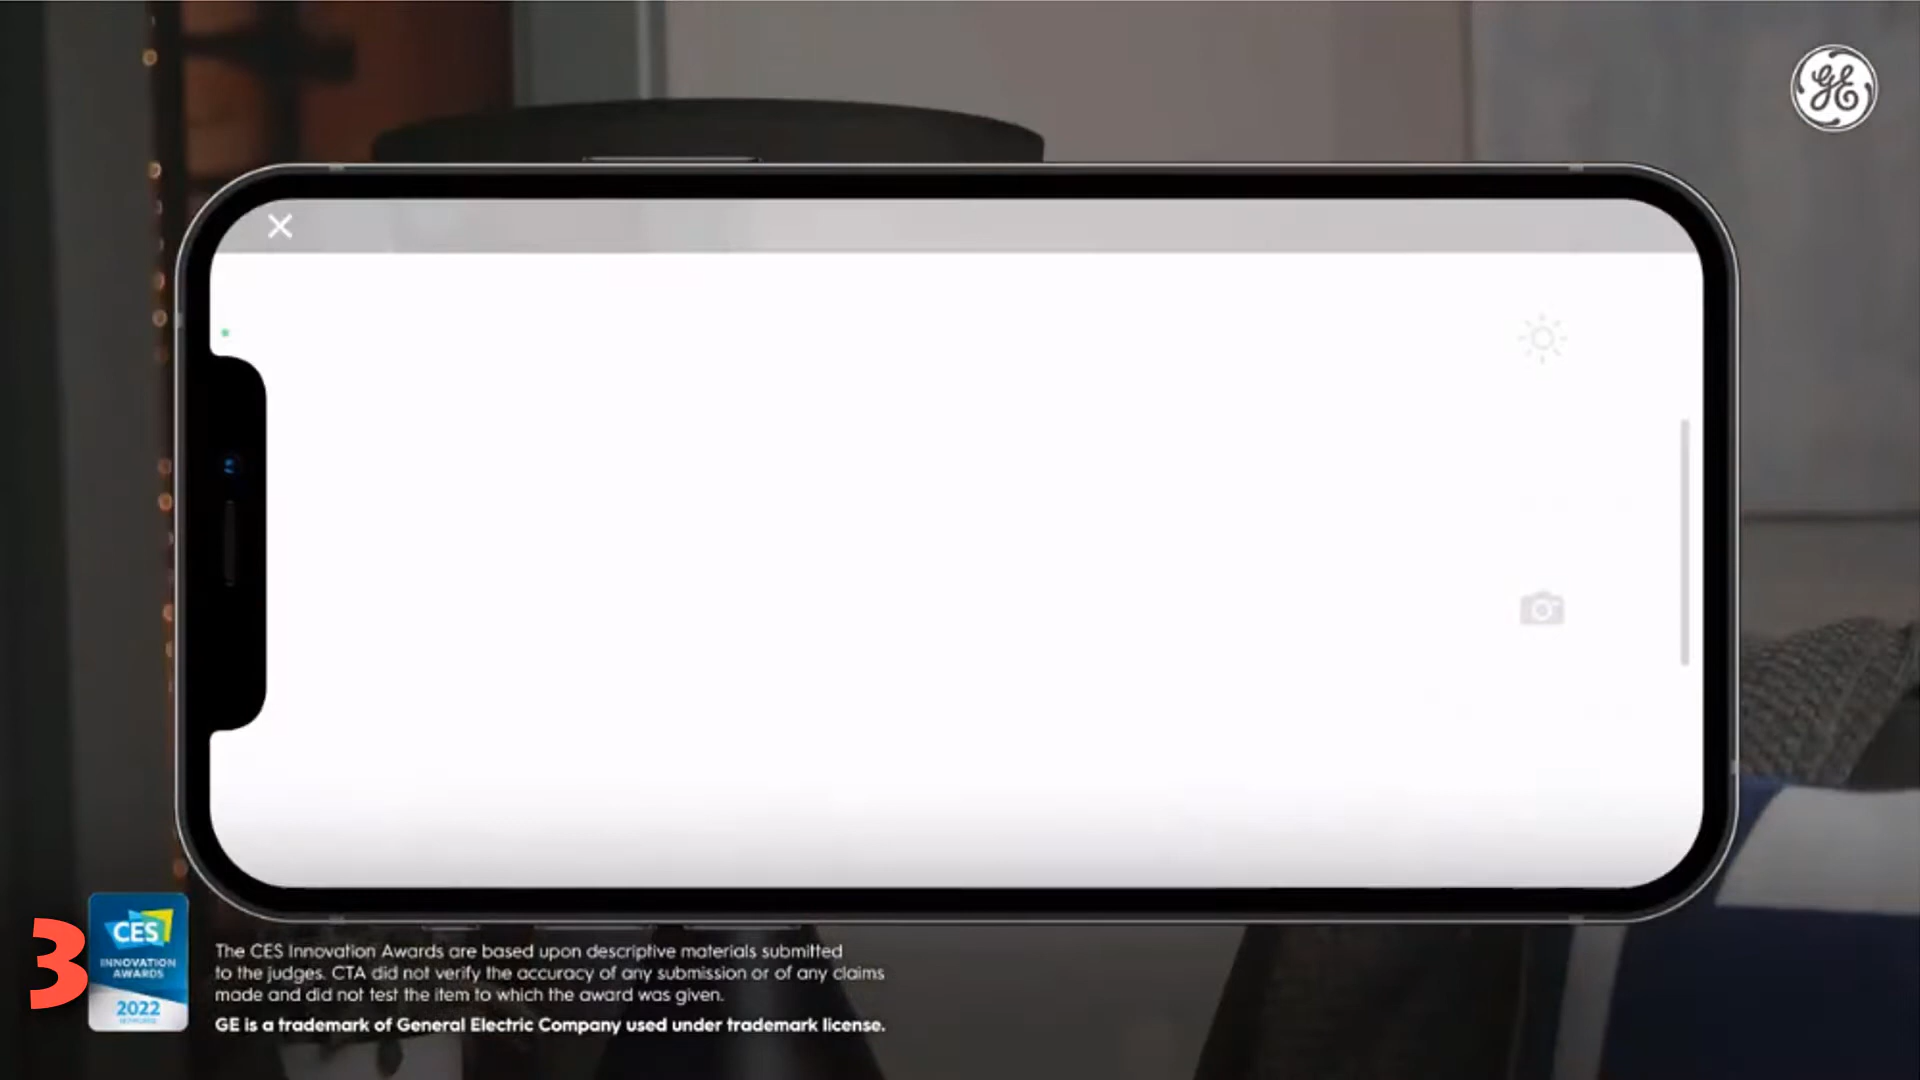 GE
3
CES
INNOVATION
AWARDS
2022
The CES Innovation Awards are based upon descriptive materials submitted
to the judges. CTA did not verify the accuracy of any submission or of any claims
made and did not test the item to which the award was given.
GE is a trademark of General Electric Company used under trademark license.